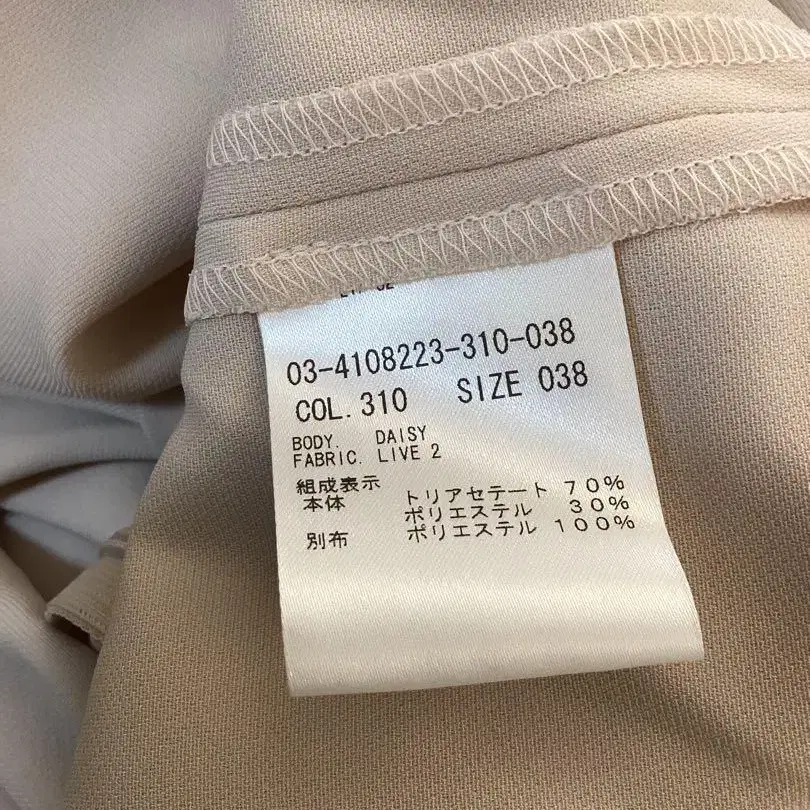 03-4108223-310-038
COL. 310 SIZE 038
BODY. DAISY
FABRIC. LIVE 2
組成表示
本体 トリアセテート 70%
ポリエステル 30%
別布 ポリエステル 100%